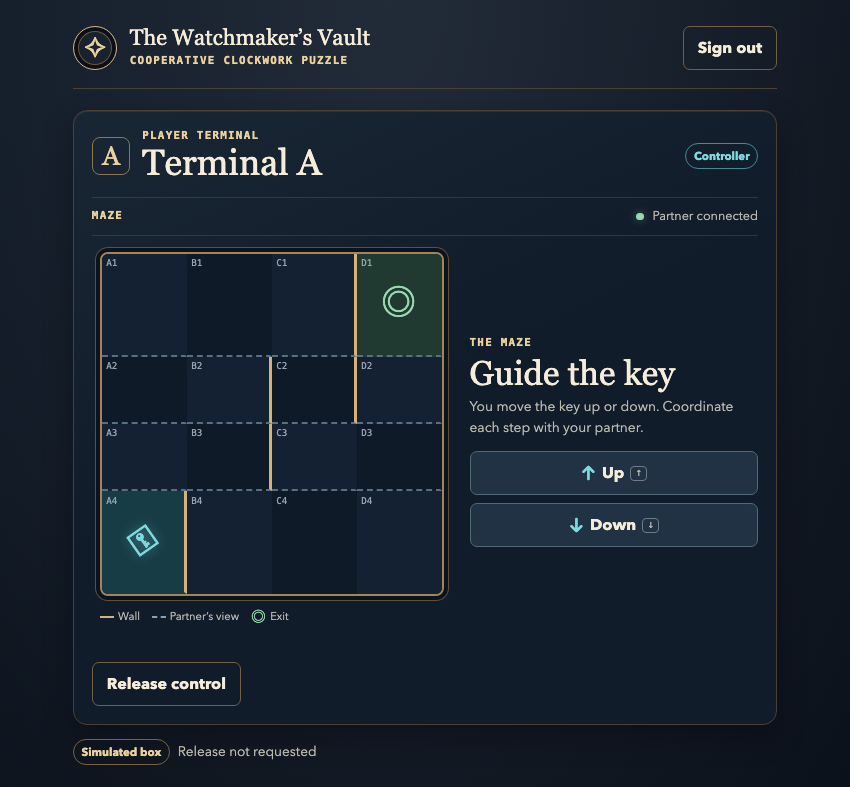 The Watchmaker’s Vault
COOPERATIVE CLOCKWORK PUZZLE
Sign out
A
PLAYER TERMINAL
Terminal A
Controller
MAZE
Partner connected
A1 B1 C1 D1
A2 B2 C2 D2
A3 B3 C3 D3
A4 B4 C4 D4
THE MAZE
Guide the key
You move the key up or down. Coordinate
each step with your partner.
↑ Up ↑
↓ Down ↓
Wall Partner’s view Exit
Release control
Simulated box Release not requested